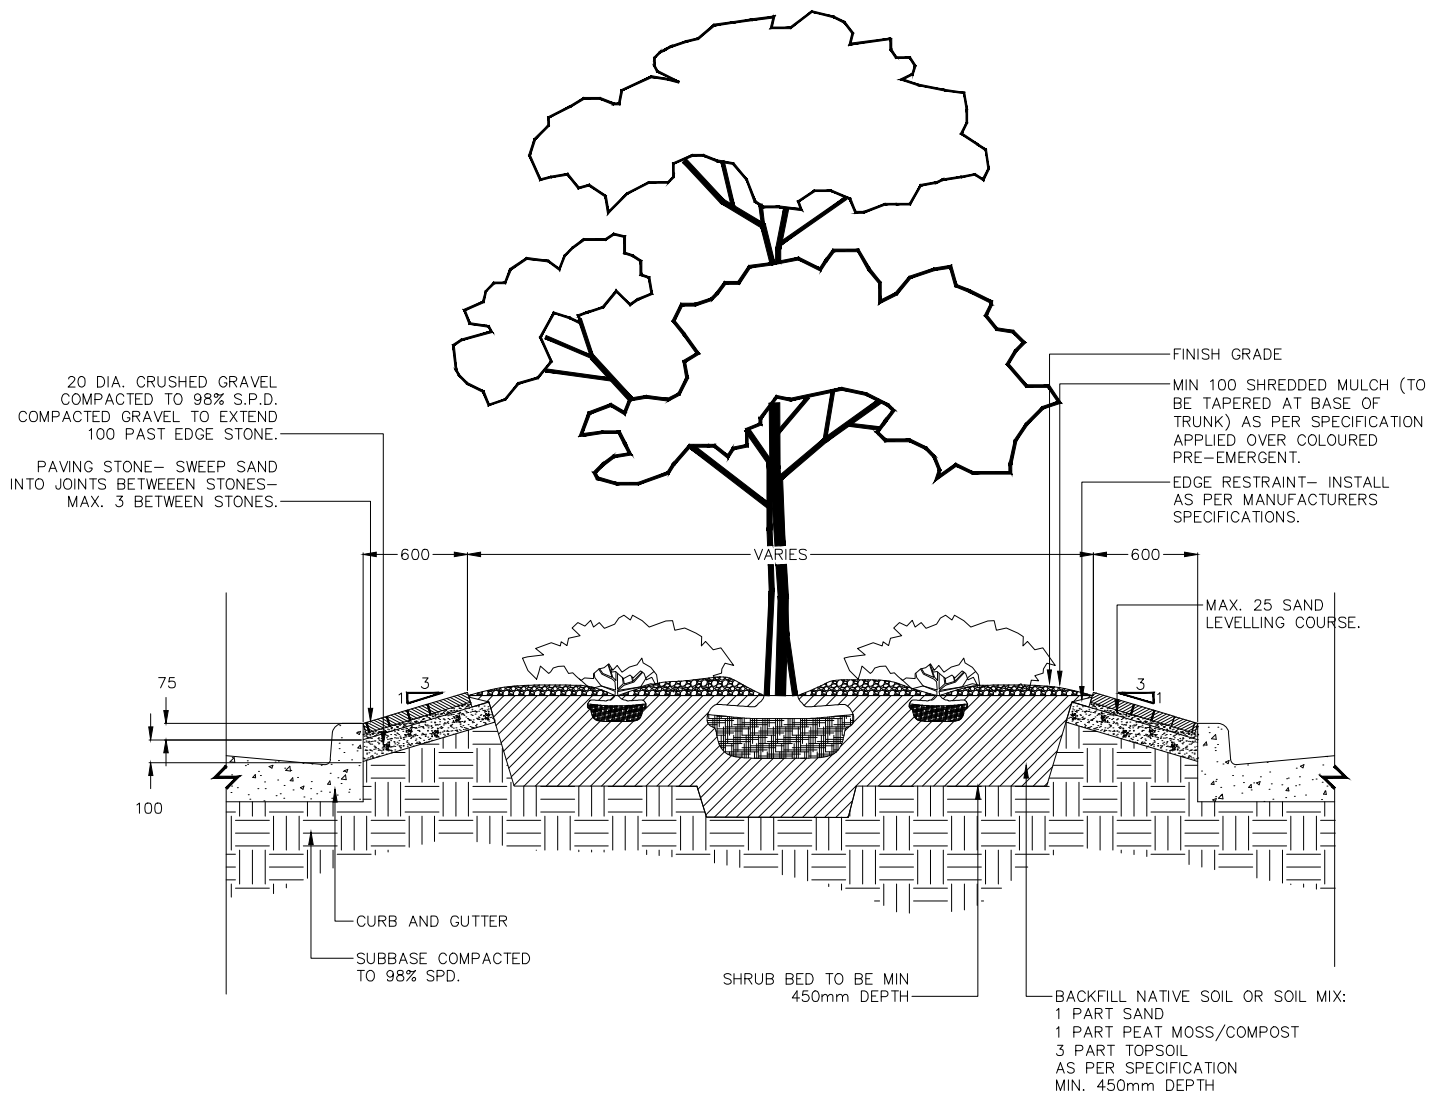 20 DIA. CRUSHED GRAVEL
COMPACTED TO 98% S.P.D.
COMPACTED GRAVEL TO EXTEND
100 PAST EDGE STONE.
PAVING STONE– SWEEP SAND
INTO JOINTS BETWEEEN STONES–
MAX. 3 BETWEEN STONES.
FINISH GRADE
MIN 100 SHREDDED MULCH (TO
BE TAPERED AT BASE OF
TRUNK) AS PER SPECIFICATION
APPLIED OVER COLOURED
PRE–EMERGENT.
EDGE RESTRAINT– INSTALL
AS PER MANUFACTURERS
SPECIFICATIONS.
600
VARIES
600
MAX. 25 SAND
LEVELLING COURSE.
75
3
1
3
1
100
CURB AND GUTTER
SUBBASE COMPACTED
TO 98% SPD.
SHRUB BED TO BE MIN
450mm DEPTH
BACKFILL NATIVE SOIL OR SOIL MIX:
1 PART SAND
1 PART PEAT MOSS/COMPOST
3 PART TOPSOIL
AS PER SPECIFICATION
MIN. 450mm DEPTH